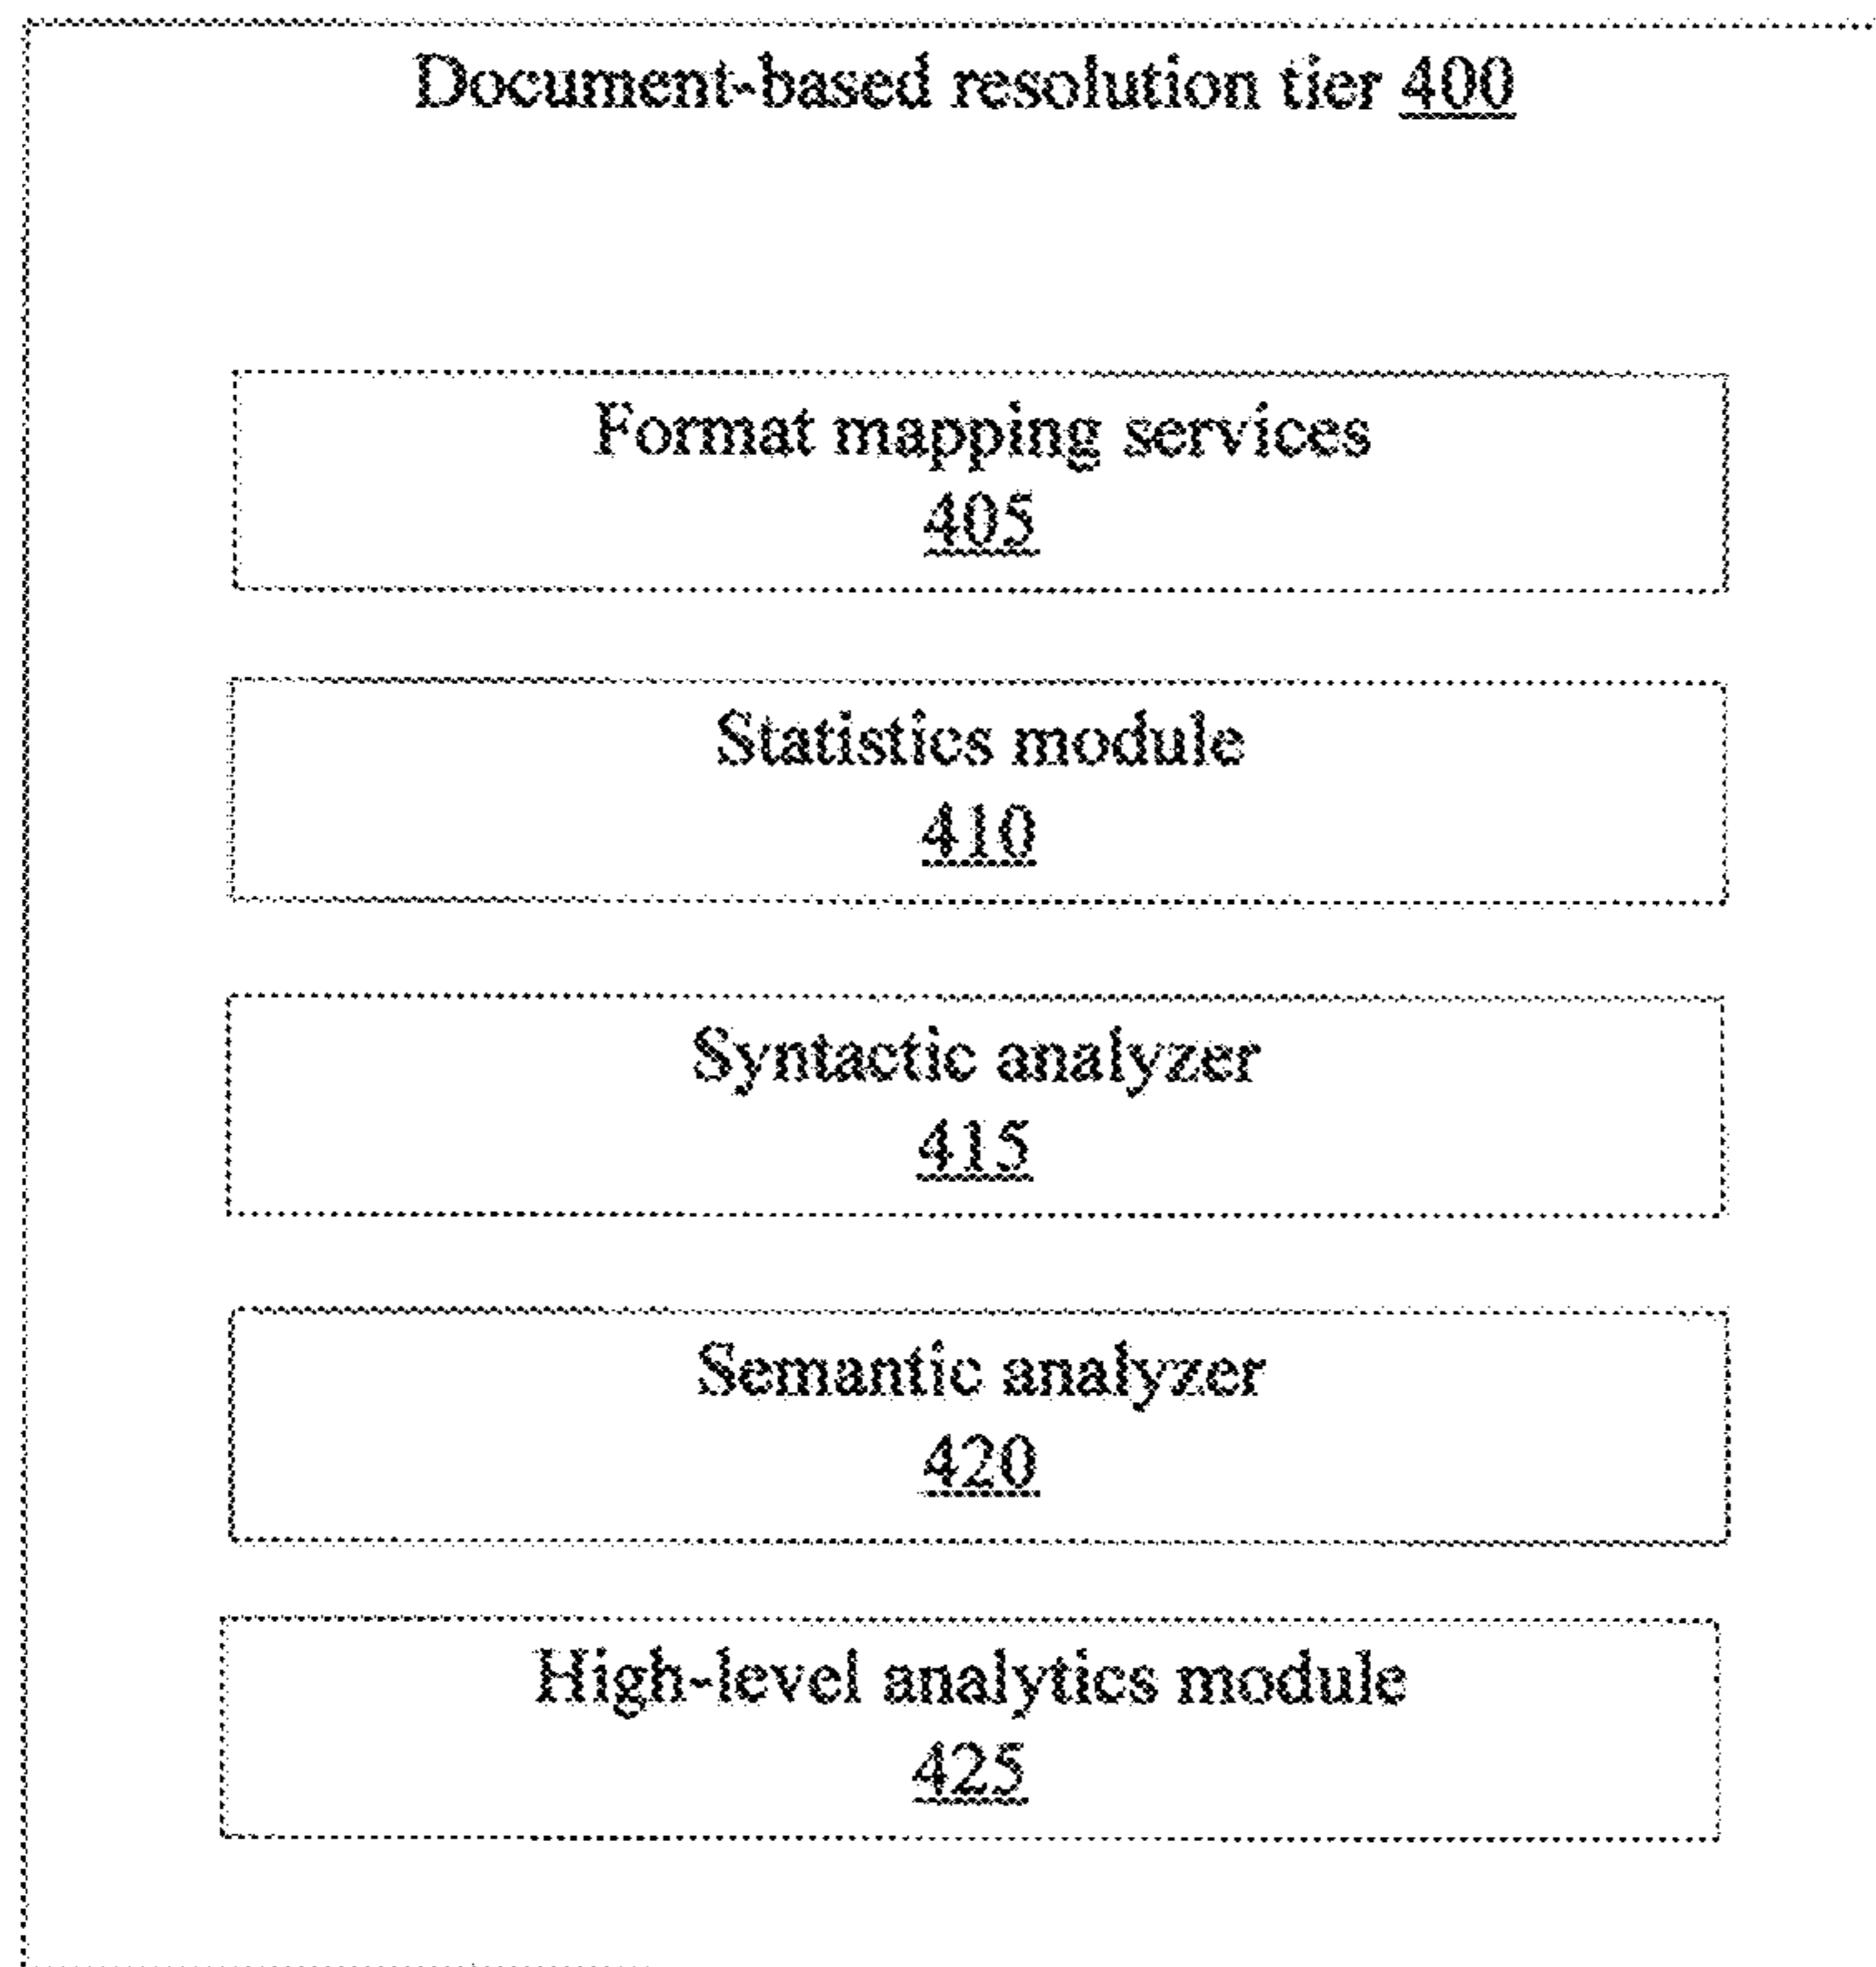 Document-based resolution tier 400
Format mapping services
405
Statistics module
410
Syntactic analyzer
415
Semantic analyzer
420
High-level analytics module
425